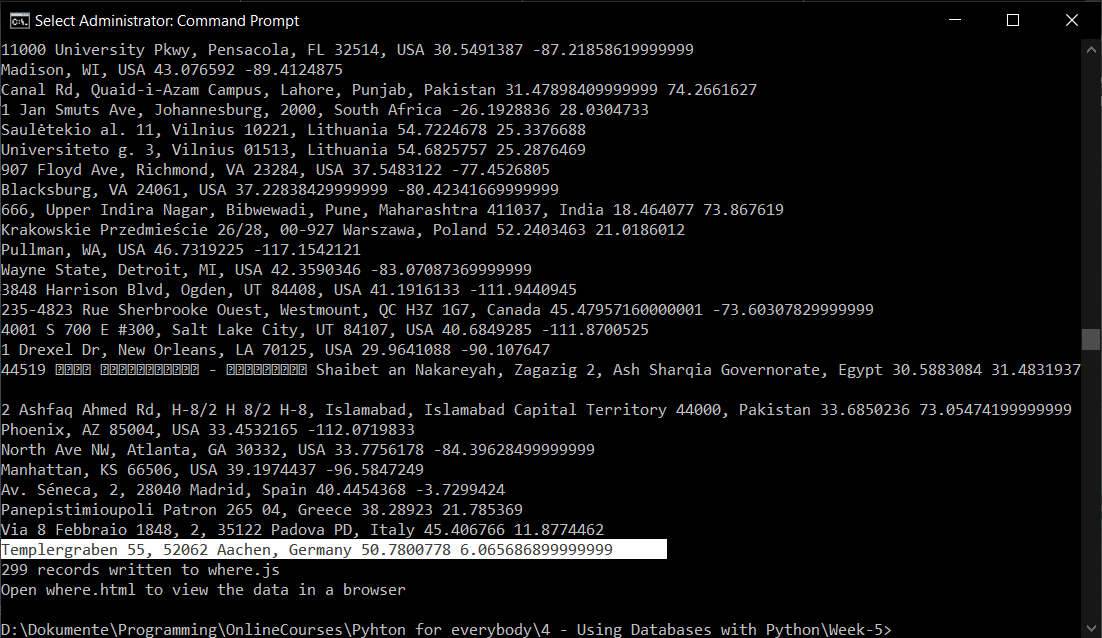 Select Administrator: Command Prompt
11000 University Pkwy, Pensacola, FL 32514, USA 30.5491387 -87.21858619999999
Madison, WI, USA 43.076592 -89.4124875
Canal Rd, Quaid-i-Azam Campus, Lahore, Punjab, Pakistan 31.47898409999999 74.2661627
1 Jan Smuts Ave, Johannesburg, 2000, South Africa -26.1928836 28.0304733
Saulėtekio al. 11, Vilnius 10221, Lithuania 54.7224678 25.3376688
Universiteto g. 3, Vilnius 01513, Lithuania 54.6825757 25.2876469
907 Floyd Ave, Richmond, VA 23284, USA 37.5483122 -77.4526805
Blacksburg, VA 24061, USA 37.22838429999999 -80.42341669999999
666, Upper Indira Nagar, Bibwewadi, Pune, Maharashtra 411037, India 18.464077 73.867619
Krakowskie Przedmieście 26/28, 00-927 Warszawa, Poland 52.2403463 21.0186012
Pullman, WA, USA 46.7319225 -117.1542121
Wayne State, Detroit, MI, USA 42.3590346 -83.07087369999999
3848 Harrison Blvd, Ogden, UT 84408, USA 41.1916133 -111.9440945
235-4823 Rue Sherbrooke Ouest, Westmount, QC H3Z 1G7, Canada 45.47957160000001 -73.60307829999999
4001 S 700 E #300, Salt Lake City, UT 84107, USA 40.6849285 -111.8700525
1 Drexel Dr, New Orleans, LA 70125, USA 29.9641088 -90.107647
44519 - Shaibet an Nakareyah, Zagazig 2, Ash Sharqia Governorate, Egypt 30.5883084 31.4831937
2 Ashfaq Ahmed Rd, H-8/2 H 8/2 H-8, Islamabad, Islamabad Capital Territory 44000, Pakistan 33.6850236 73.05474199999999
Phoenix, AZ 85004, USA 33.4532165 -112.0719833
North Ave NW, Atlanta, GA 30332, USA 33.7756178 -84.39628499999999
Manhattan, KS 66506, USA 39.1974437 -96.5847249
Av. Séneca, 2, 28040 Madrid, Spain 40.4454368 -3.7299424
Panepistimioupoli Patron 265 04, Greece 38.28923 21.785369
Via 8 Febbraio 1848, 2, 35122 Padova PD, Italy 45.406766 11.8774462
Templergraben 55, 52062 Aachen, Germany 50.7800778 6.065686899999999
299 records written to where.js
Open where.html to view the data in a browser
D:\Dokumente\Programming\OnlineCourses\Pyhton for everybody\4 - Using Databases with Python\Week-5>